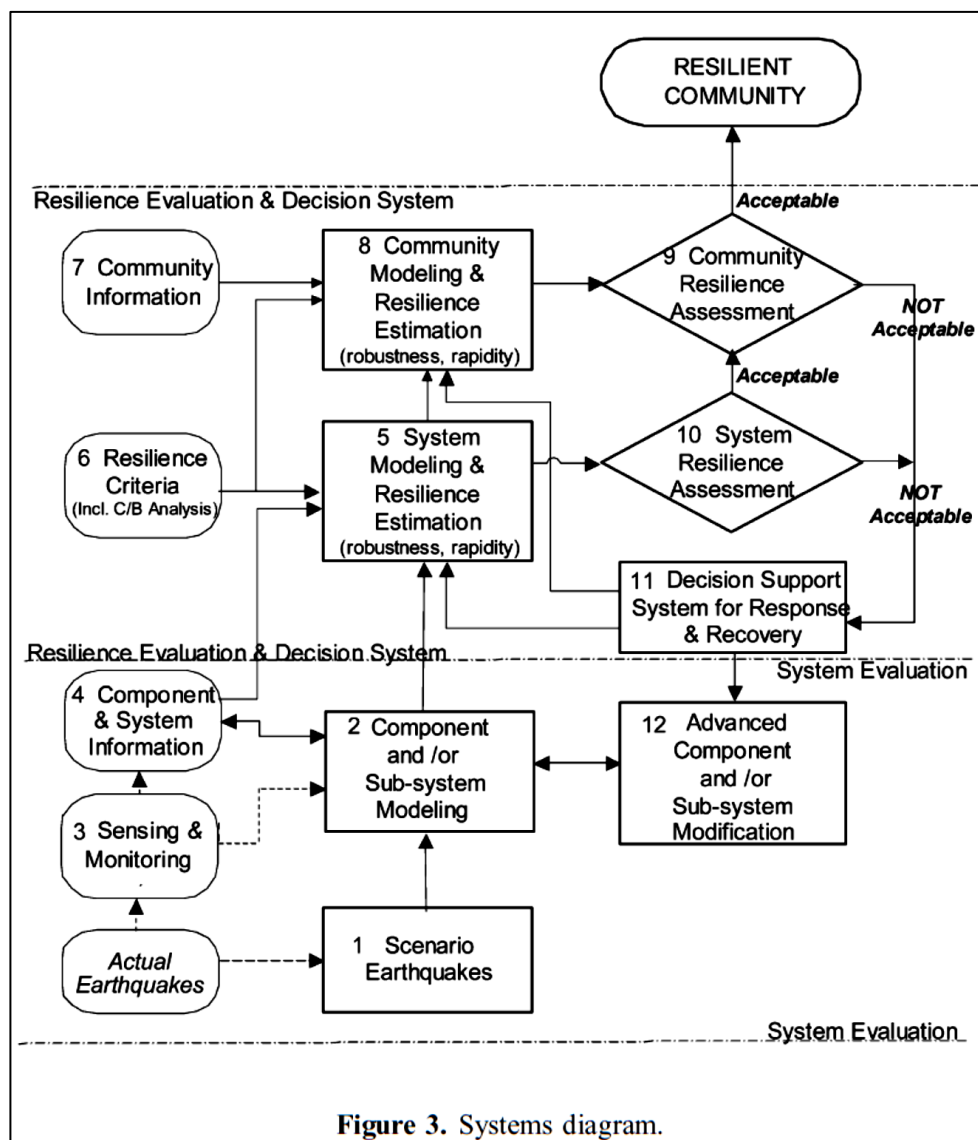 RESILIENT
COMMUNITY
Resilience Evaluation & Decision System
Acceptable
7 Community
Information
8 Community
Modeling &
Resilience
Estimation
(robustness, rapidity)
9 Community
Resilience
Assessment
NOT
Acceptable
Acceptable
6 Resilience
Criteria
(Incl. C/B Analysis)
5 System
Modeling &
Resilience
Estimation
(robustness, rapidity)
10 System
Resilience
Assessment
NOT
Acceptable
11 Decision Support
System for Response
& Recovery
Resilience Evaluation & Decision System
System Evaluation
4 Component
& System
Information
2 Component
and /or
Sub-system
Modeling
12 Advanced
Component
and /or
Sub-system
Modification
3 Sensing &
Monitoring
Actual
Earthquakes
1 Scenario
Earthquakes
System Evaluation
Figure 3. Systems diagram.